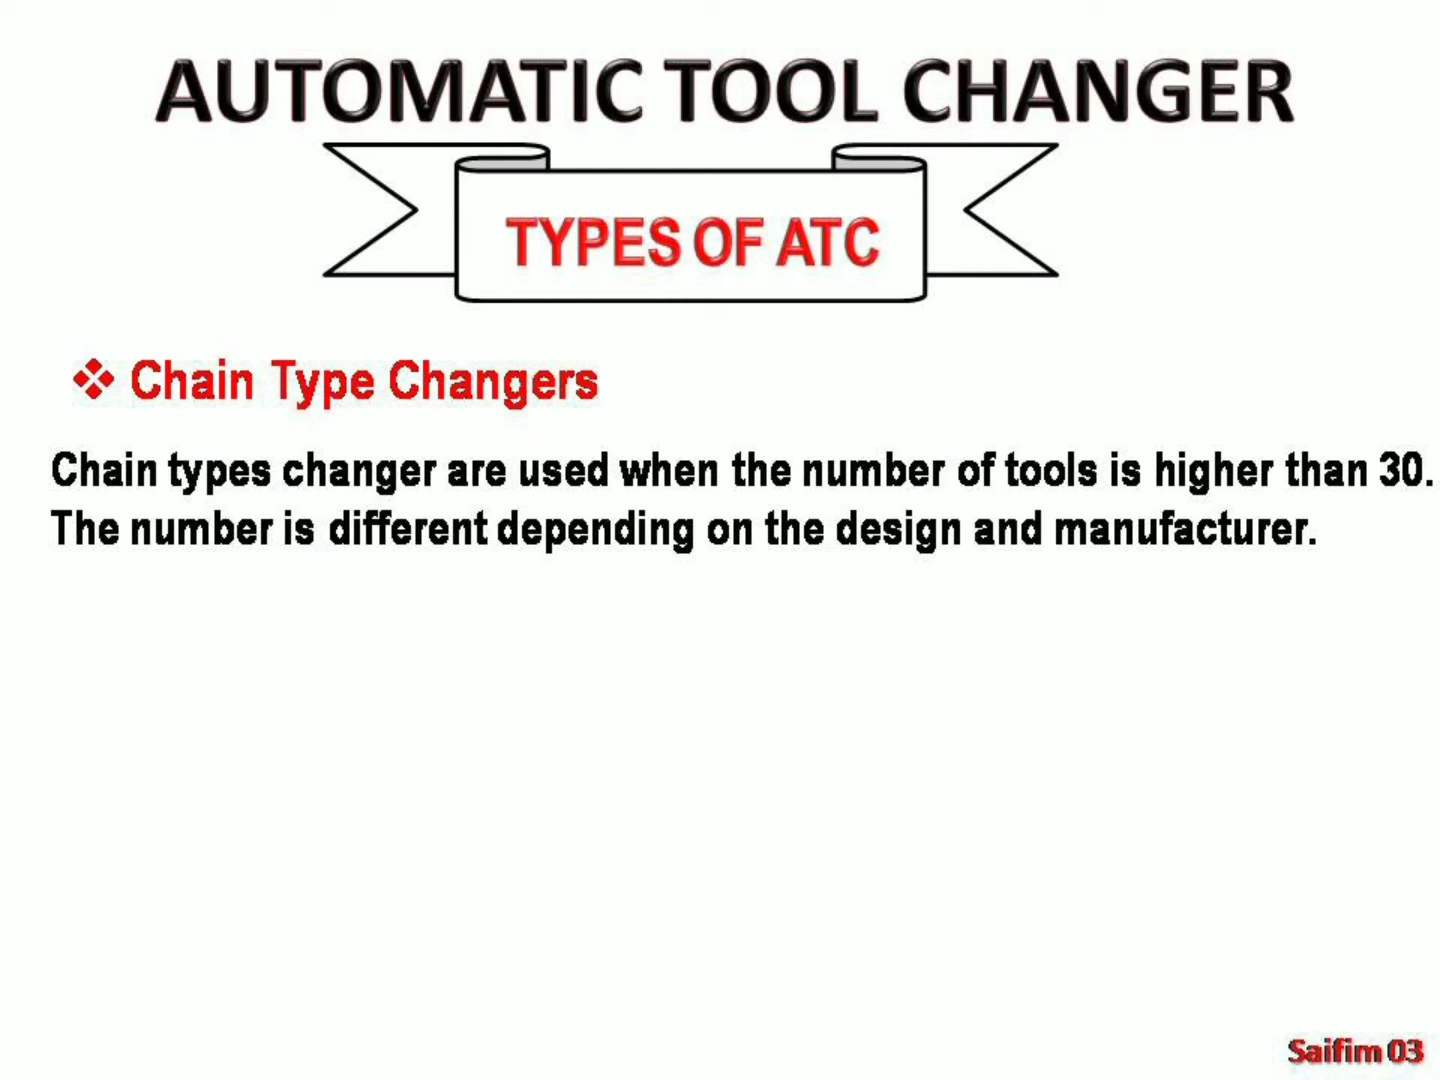 AUTOMATIC TOOL CHANGER
TYPES OF ATC
Chain Type Changers
Chain types changer are used when the number of tools is higher than 30.
The number is different depending on the design and manufacturer.
Saifim 03